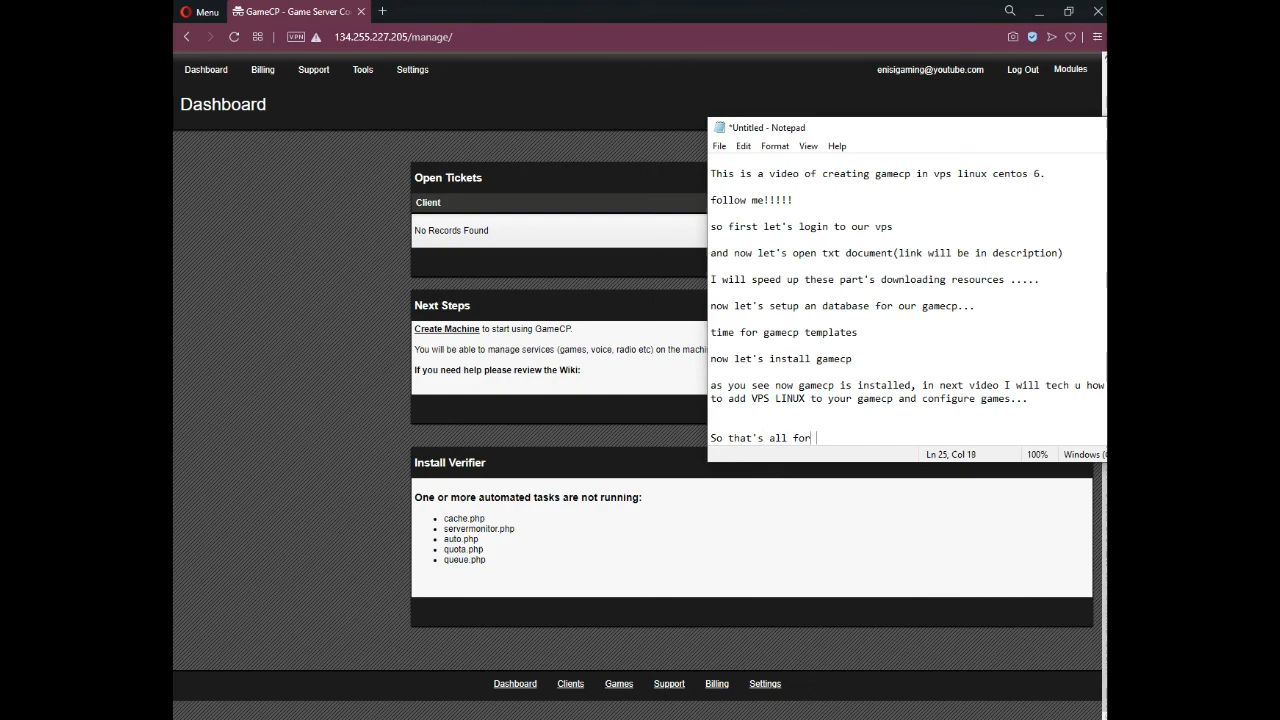 Menu
GameCP - Game Server Co
VPN
134.255.227.205/manage/
Dashboard Billing Support Tools Settings
enisigaming@youtube.com Log Out Modules
Dashboard
Open Tickets
Client
No Records Found
Next Steps
Create Machine to start using GameCP.
You will be able to manage services (games, voice, radio etc) on the machi
If you need help please review the Wiki:
Install Verifier
One or more automated tasks are not running:
cache.php
servermonitor.php
auto.php
quota.php
queue.php
Dashboard Clients Games Support Billing Settings
*Untitled - Notepad
File Edit Format View Help
This is a video of creating gamecp in vps linux centos 6.
follow me!!!!!
so first let's login to our vps
and now let's open txt document(link will be in description)
I will speed up these part's downloading resources .....
now let's setup an database for our gamecp...
time for gamecp templates
now let's install gamecp
as you see now gamecp is installed, in next video I will tech u how
to add VPS LINUX to your gamecp and configure games...
So that's all for
Ln 25, Col 18 100% Windows (